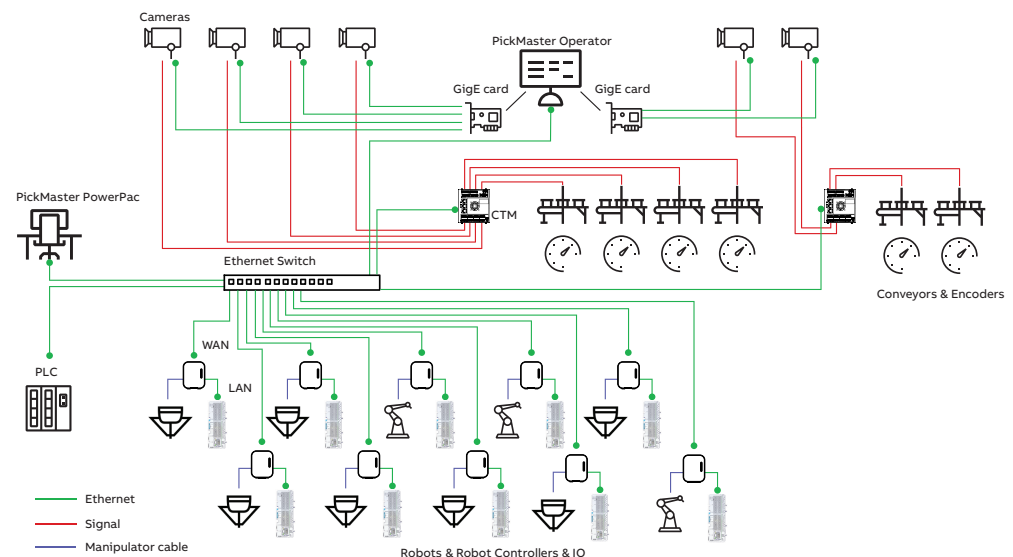 Cameras
PickMaster Operator
GigE card
GigE card
PickMaster PowerPac
CTM
Ethernet Switch
Conveyors & Encoders
WAN
PLC
LAN
Ethernet
Signal
Manipulator cable
Robots & Robot Controllers & IO